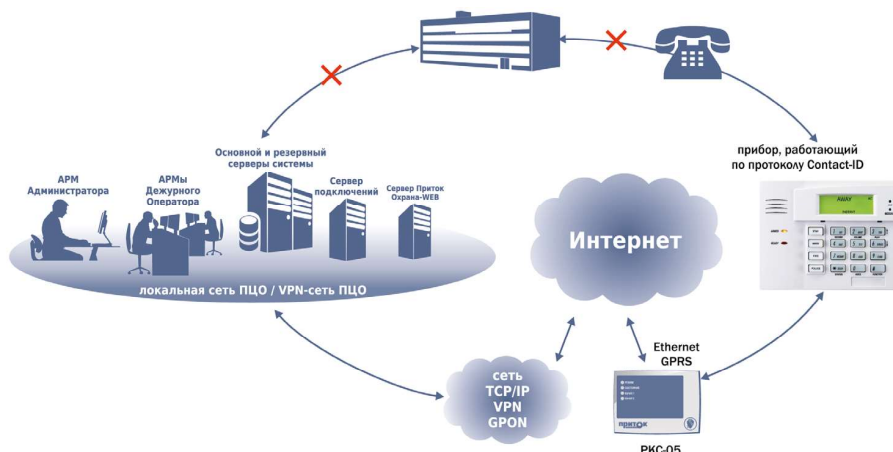 прибор, работающий
по протоколу Contact-ID
Основной и резервный
серверы системы
АРМ
Администратора
АРМы
Дежурного
Оператора
Сервер
подключений
Сервер Приток
Охрана-WEB
AWAY
Интернет
локальная сеть ПЦО / VPN-сеть ПЦО
Ethernet
GPRS
сеть
TCP/IP
VPN
GPON
ПРИТОК
РКС-05